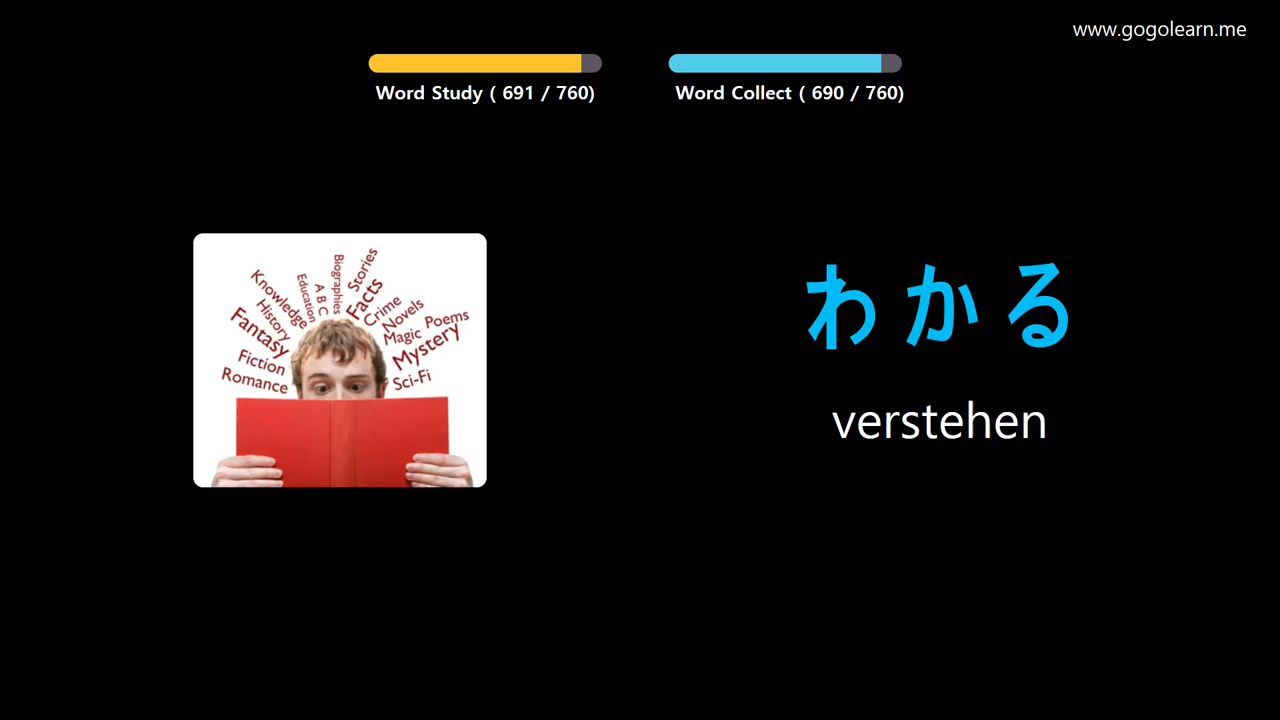 www.gogolearn.me
Word Study ( 691 / 760)
Word Collect ( 690 / 760)
Knowledge
History
Fantasy
Fiction
Romance
Education
A B C
Biographies
Stories
Facts
Crime
Novels
Magic
Poems
Mystery
Sci-Fi
わかる
verstehen